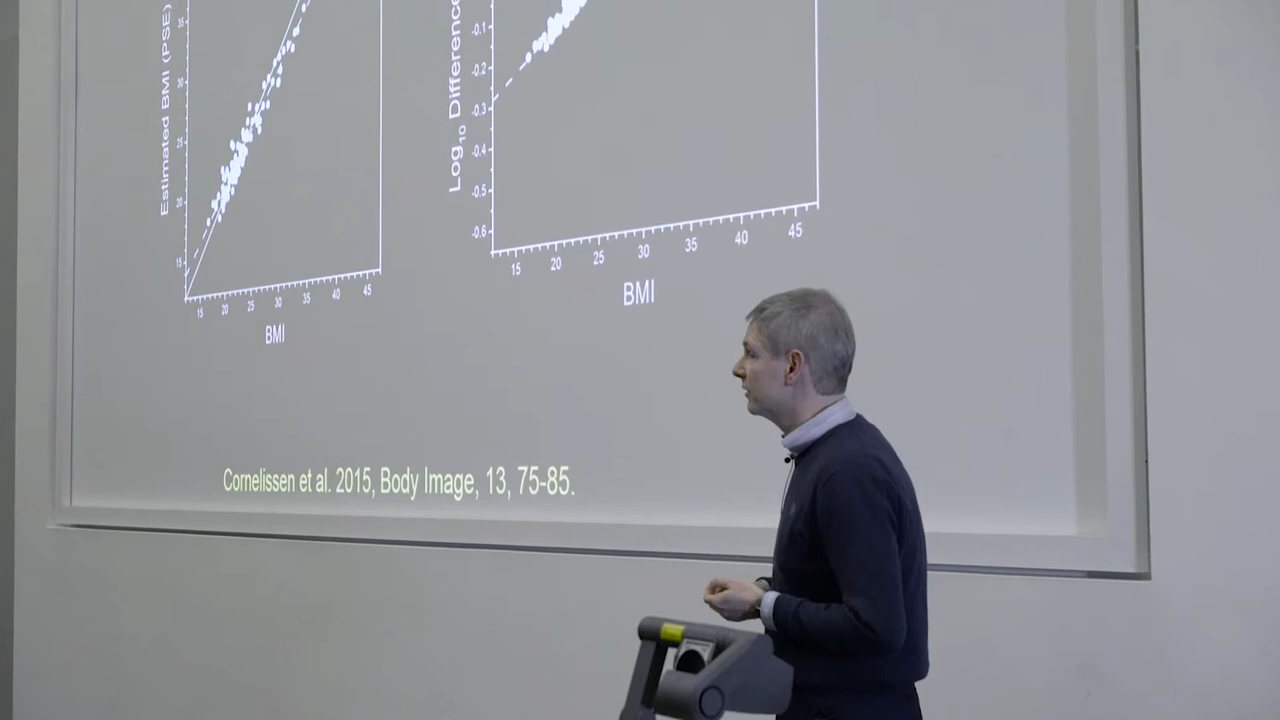 Estimated BMI (PSE)
35
30
25
20
15
15 20 25 30 35 40 45
BMI
Log10 Difference
-0.1
-0.2
-0.3
-0.4
-0.5
-0.6
15 20 25 30 35 40 45
BMI
Cornelissen et al. 2015, Body Image, 13, 75-85.